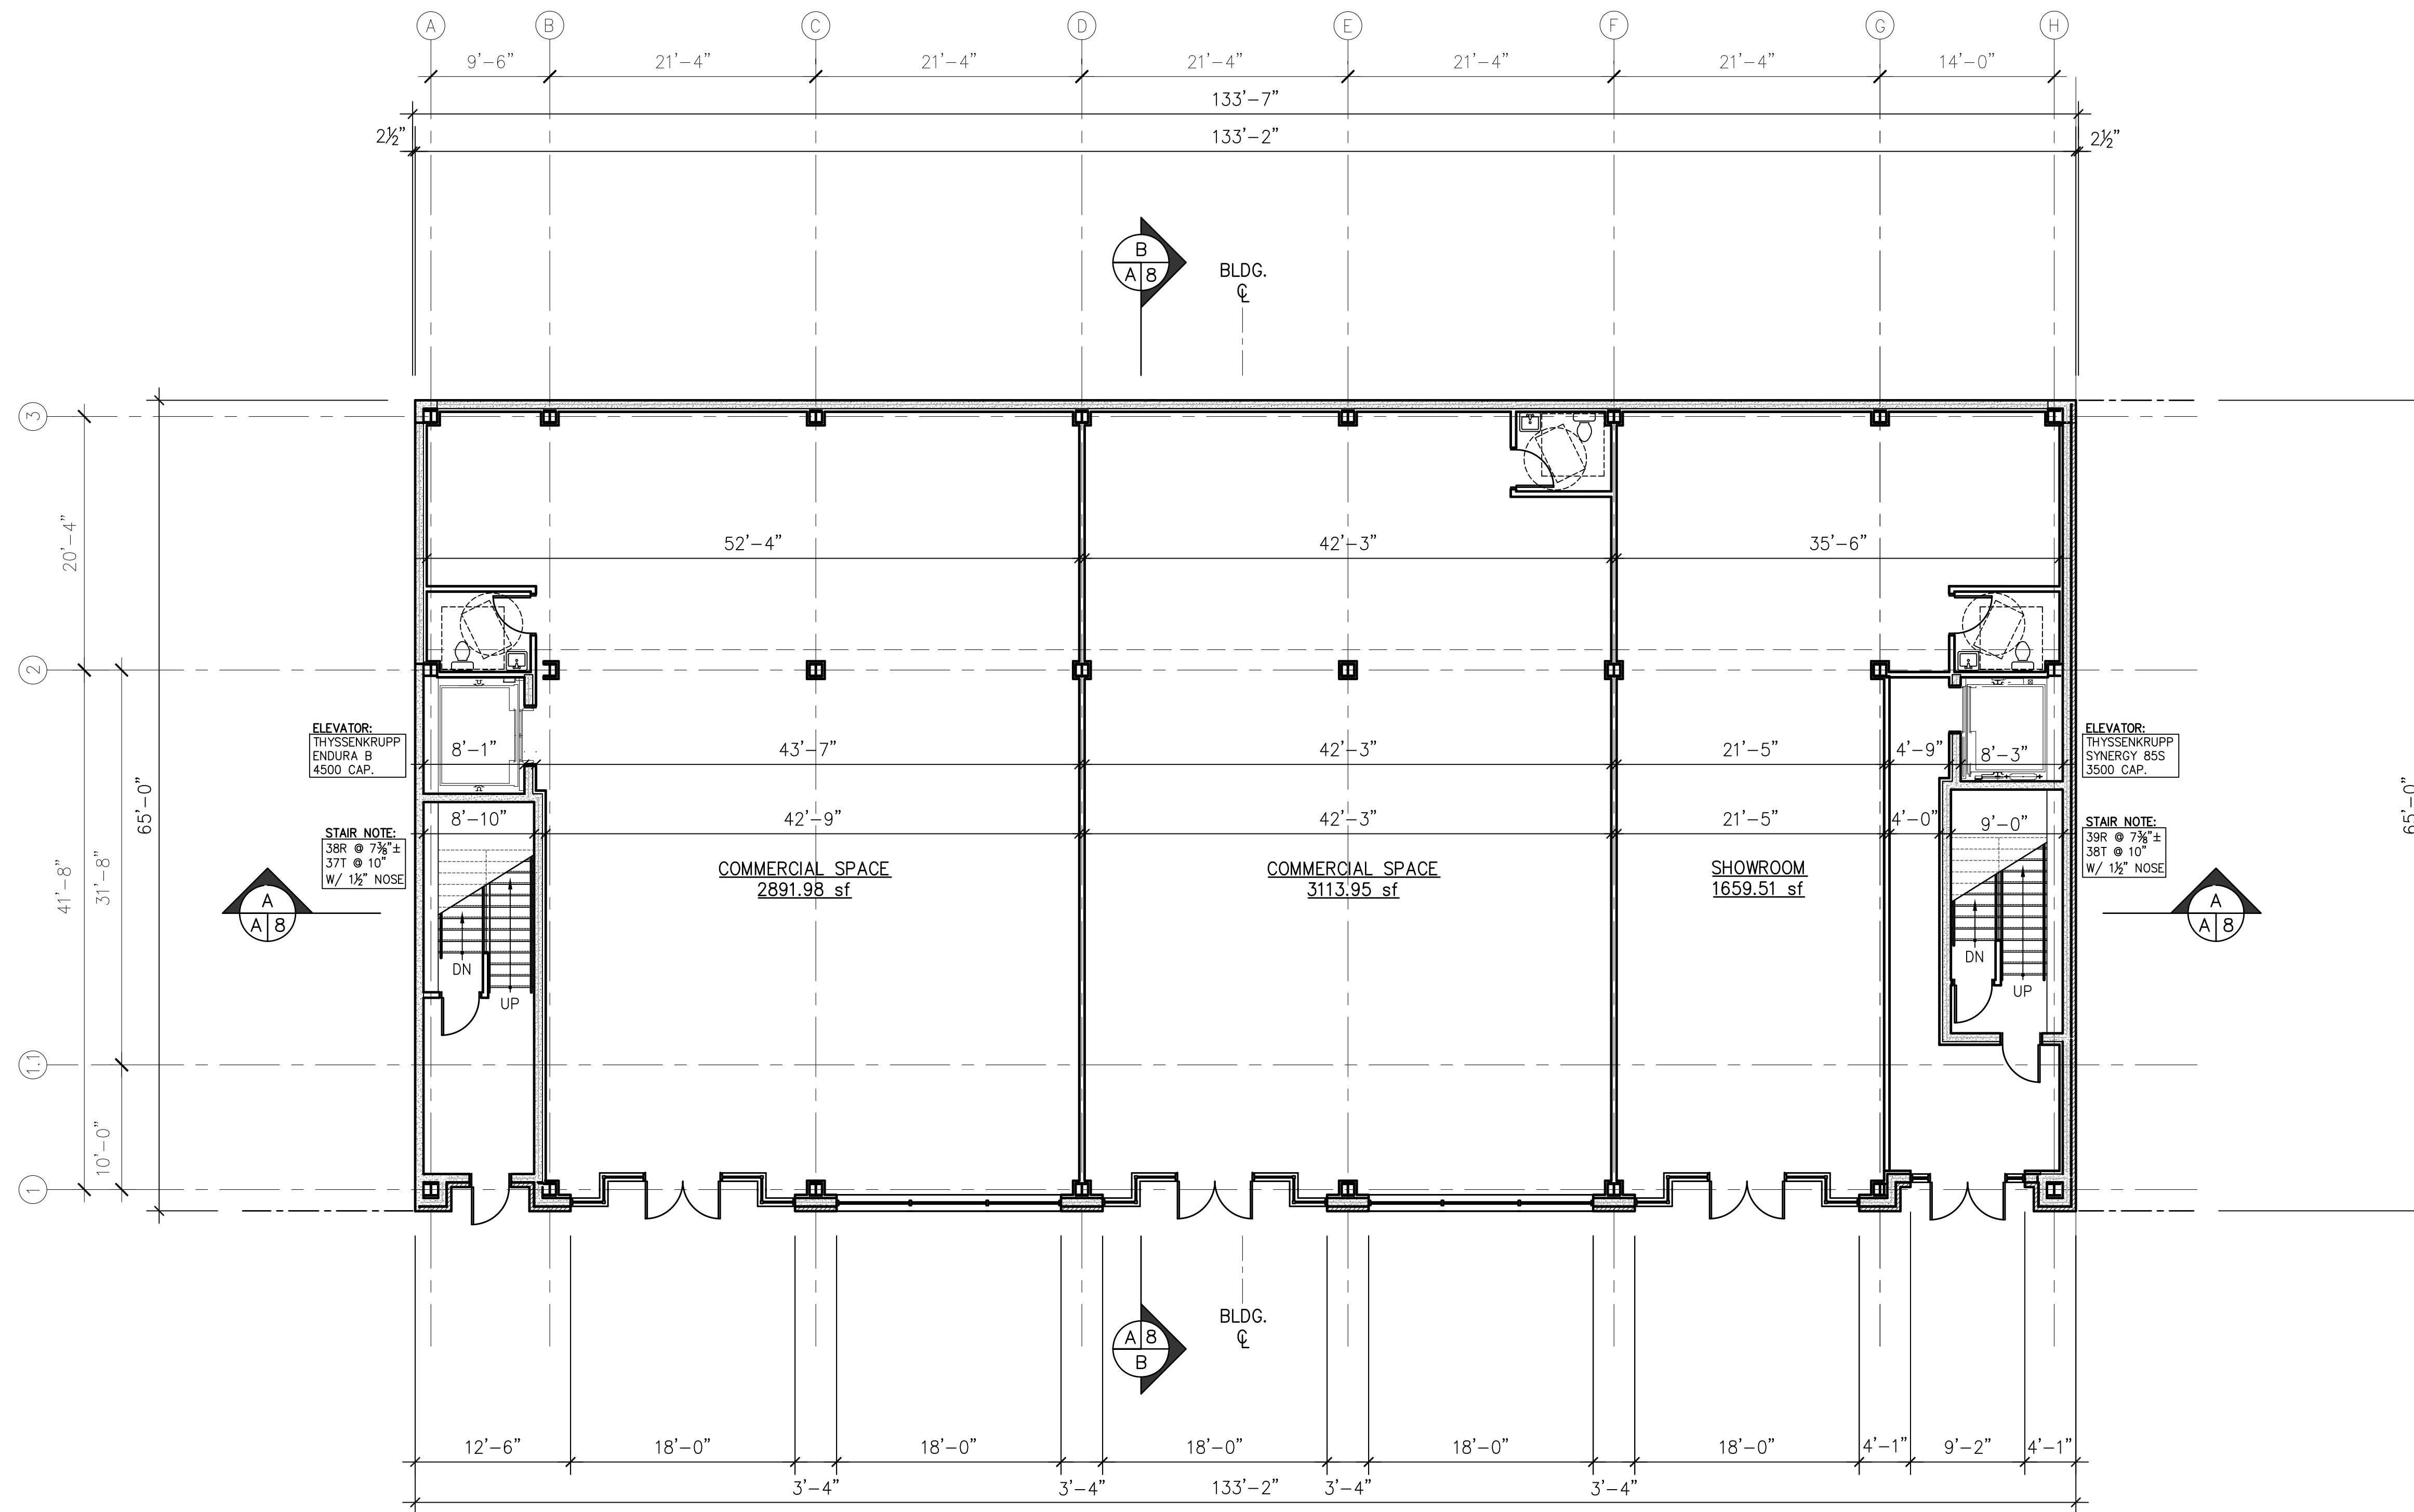 A B C D E F G H
9'-6" 21'-4" 21'-4" 21'-4" 21'-4" 21'-4" 14'-0"
133'-7"
2½" 133'-2" 2½"
B
A 8
BLDG.
℄
3
2
1.1
1
20'-4"
41'-8"
31'-8"
10'-0"
65'-0"
65'-0"
52'-4" 42'-3" 35'-6"
ELEVATOR:
THYSSENKRUPP
ENDURA B
4500 CAP.
8'-1" 43'-7" 42'-3" 21'-5" 4'-9" 8'-3"
ELEVATOR:
THYSSENKRUPP
SYNERGY 85S
3500 CAP.
8'-10" 42'-9" 42'-3" 21'-5" 4'-0" 9'-0"
STAIR NOTE:
38R @ 7⅜"±
37T @ 10"
W/ 1½" NOSE
STAIR NOTE:
39R @ 7⅜"±
38T @ 10"
W/ 1½" NOSE
COMMERCIAL SPACE
2891.98 sf
COMMERCIAL SPACE
3113.95 sf
SHOWROOM
1659.51 sf
A
A 8
A
A 8
DN
UP
DN
UP
BLDG.
℄
A 8
B
12'-6" 18'-0" 18'-0" 18'-0" 18'-0" 18'-0" 4'-1" 9'-2" 4'-1"
3'-4" 3'-4" 133'-2" 3'-4" 3'-4"